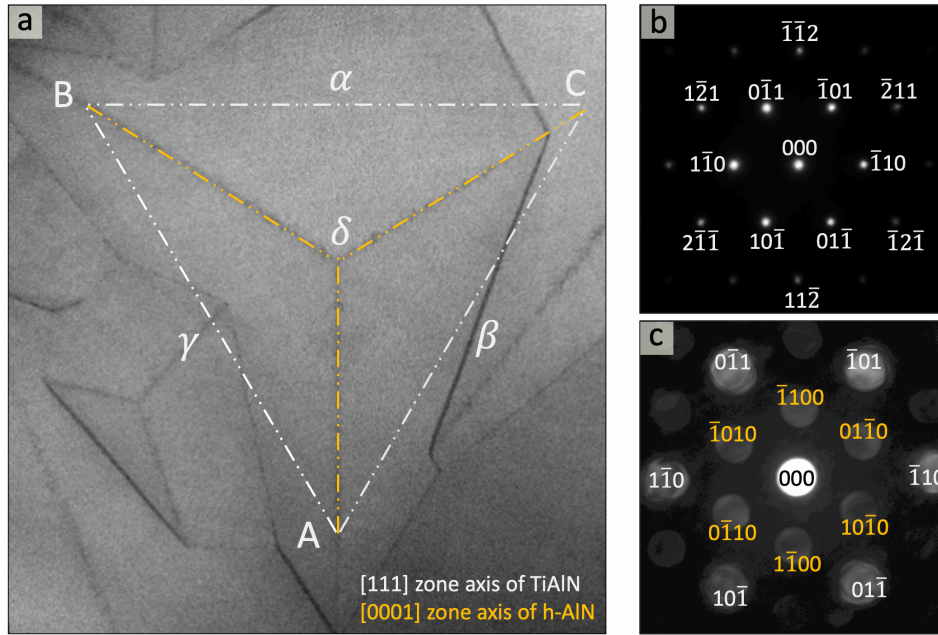 a
B α C
δ
γ β
A
[111] zone axis of TiAlN
[0001] zone axis of h-AlN
b
1̅1̅2
12̅1 01̅1 1̅01 2̅11
000
11̅0 1̅10
21̅1̅ 101̅ 011̅ 1̅21̅
112̅
c
01̅1 1̅01
1̅100
1̅010 011̅0
11̅0 000 1̅10
01̅10 101̅0
11̅00
101̅ 011̅